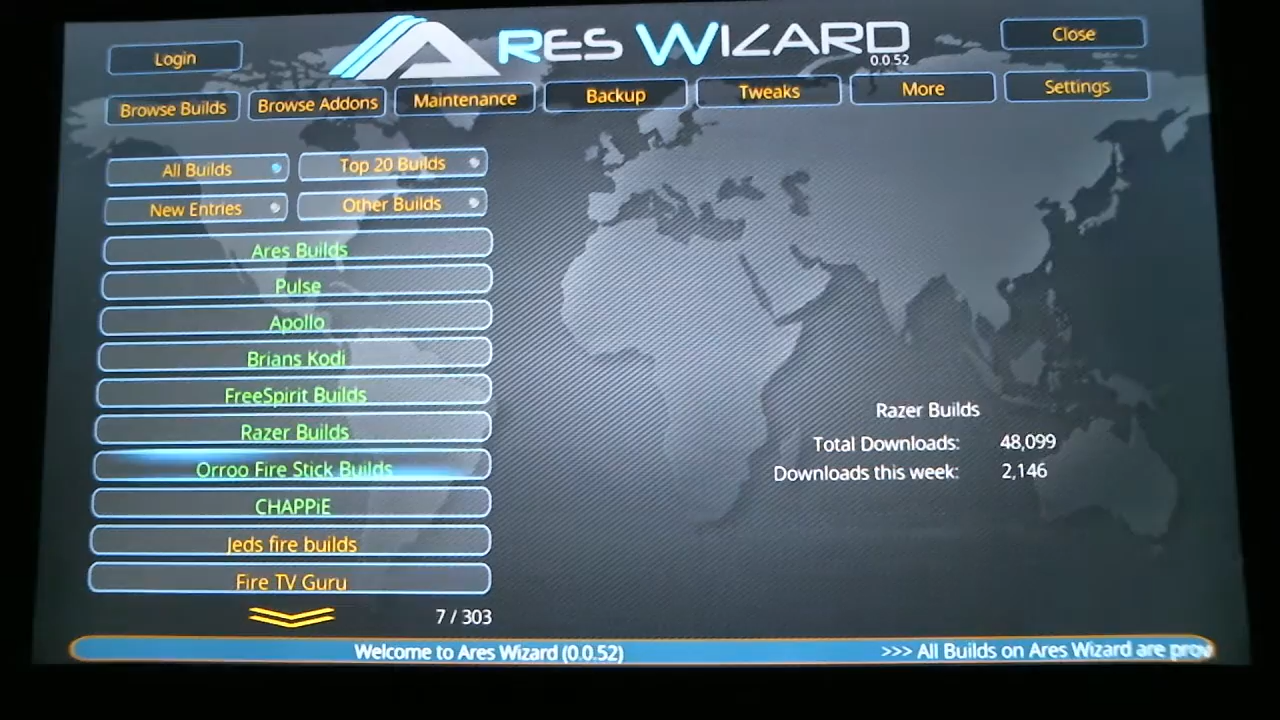 Login
ARES WIZARD
0.0.52
Close
Browse Builds
Browse Addons
Maintenance
Backup
Tweaks
More
Settings
All Builds
Top 20 Builds
New Entries
Other Builds
Ares Builds
Pulse
Apollo
Brians Kodi
FreeSpirit Builds
Razer Builds
Orroo Fire Stick Builds
CHAPPiE
Jeds fire builds
Fire TV Guru
7 / 303
Razer Builds
Total Downloads: 48,099
Downloads this week: 2,146
Welcome to Ares Wizard (0.0.52) >>> All Builds on Ares Wizard are prov